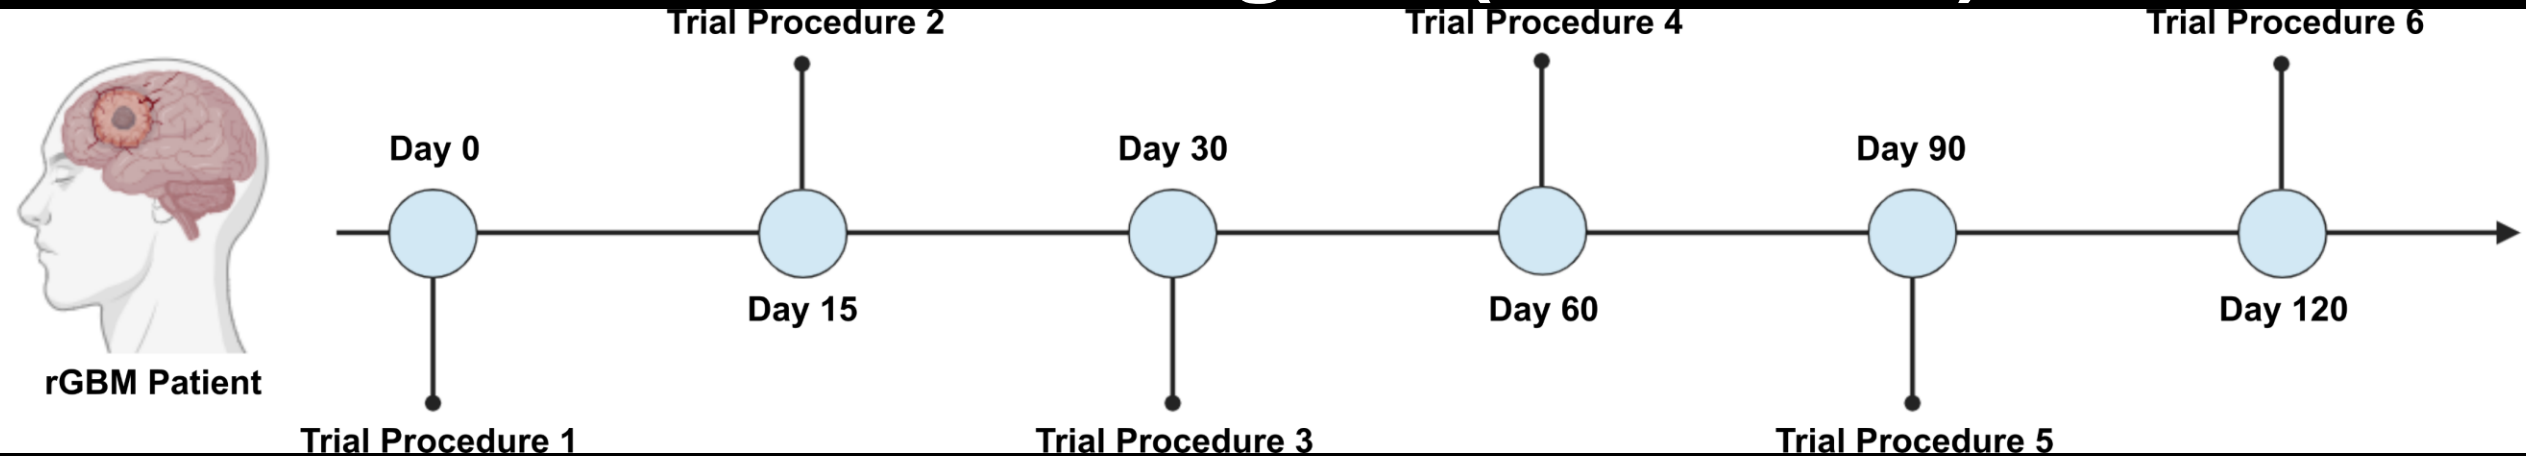 Trial Procedure 2
Trial Procedure 4
Trial Procedure 6
Day 0
Day 30
Day 90
Day 15
Day 60
Day 120
rGBM Patient
Trial Procedure 1
Trial Procedure 3
Trial Procedure 5